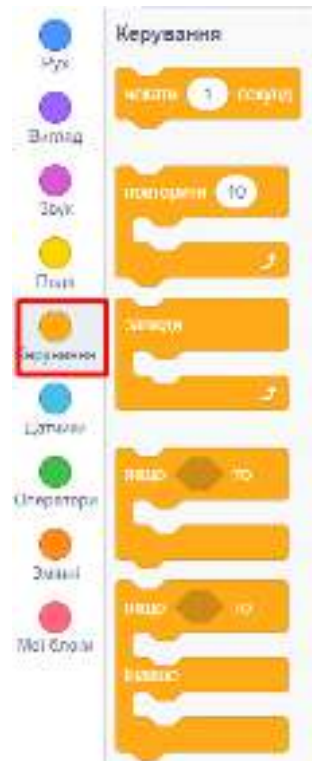 Керування
Рух
чекати 1 секунд
Вигляд
Звук
повторити 10
Події
Керування
завжди
Датчики
Оператори
якщо то
Змінні
Мої блоки
якщо то
інакше